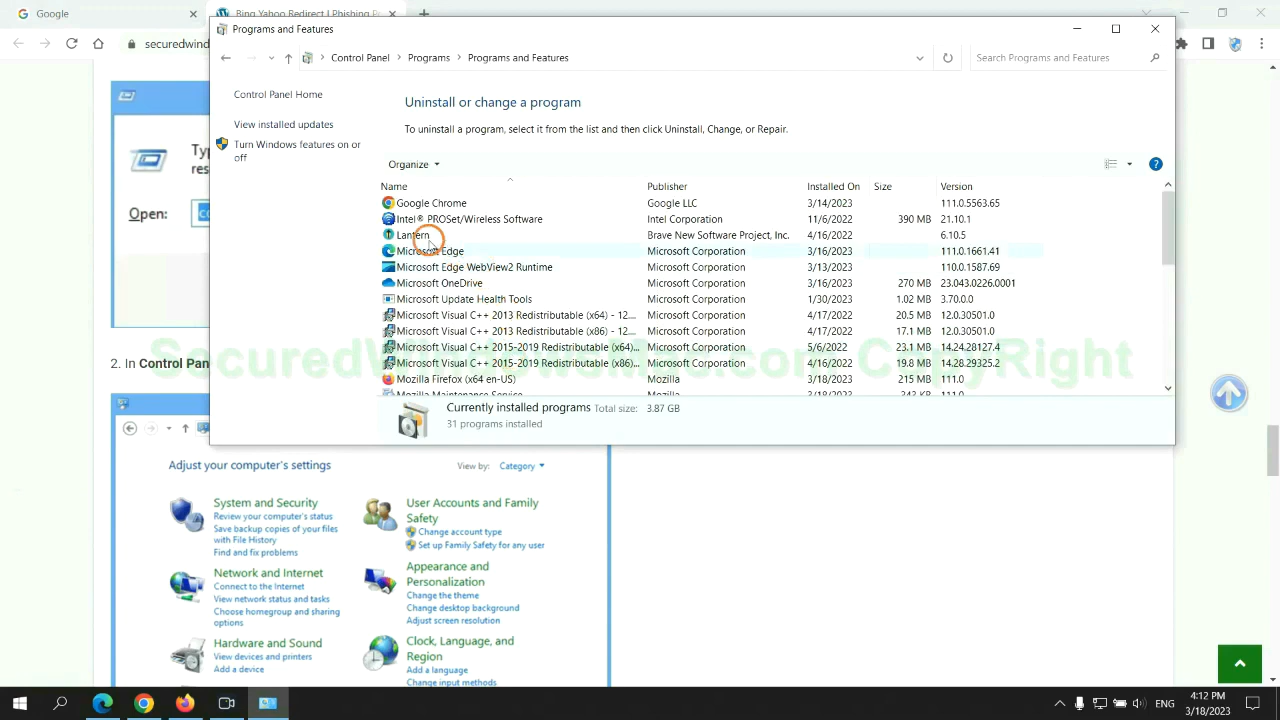 Google
Bing Yahoo Redirect | Phishing P
securedwind
Programs and Features
Control Panel
Programs
Programs and Features
Search Programs and Features
Control Panel Home
View installed updates
Turn Windows features on or
off
Uninstall or change a program
To uninstall a program, select it from the list and then click Uninstall, Change, or Repair.
Organize
Name Publisher Installed On Size Version
Google Chrome Google LLC 3/14/2023 111.0.5563.65
Intel® PROSet/Wireless Software Intel Corporation 11/6/2022 390 MB 21.10.1
Lantern Brave New Software Project, Inc. 4/16/2022 6.10.5
Microsoft Edge Microsoft Corporation 3/16/2023 111.0.1661.41
Microsoft Edge WebView2 Runtime Microsoft Corporation 3/13/2023 110.0.1587.69
Microsoft OneDrive Microsoft Corporation 3/16/2023 270 MB 23.043.0226.0001
Microsoft Update Health Tools Microsoft Corporation 1/30/2023 1.02 MB 3.70.0.0
Microsoft Visual C++ 2013 Redistributable (x64) - 12.... Microsoft Corporation 4/17/2022 20.5 MB 12.0.30501.0
Microsoft Visual C++ 2013 Redistributable (x86) - 12.... Microsoft Corporation 4/17/2022 17.1 MB 12.0.30501.0
Microsoft Visual C++ 2015-2019 Redistributable (x64)... Microsoft Corporation 5/6/2022 23.1 MB 14.24.28127.4
Microsoft Visual C++ 2015-2019 Redistributable (x86)... Microsoft Corporation 4/16/2022 19.8 MB 14.28.29325.2
Mozilla Firefox (x64 en-US) Mozilla 3/18/2023 215 MB 111.0
Mozilla Maintenance Service Mozilla 3/18/2023 343 KB 111.0
Currently installed programs Total size: 3.87 GB
31 programs installed
Ty
res
Open:
co
2. In Control Pan
Adjust your computer's settings
View by: Category
System and Security
Review your computer's status
Save backup copies of your files
with File History
Find and fix problems
Network and Internet
Connect to the Internet
View network status and tasks
Choose homegroup and sharing
options
Hardware and Sound
View devices and printers
Add a device
User Accounts and Family
Safety
Change account type
Set up Family Safety for any user
Appearance and
Personalization
Change the theme
Change desktop background
Adjust screen resolution
Clock, Language, and
Region
Add a language
Change input methods
ENG
4:12 PM
3/18/2023